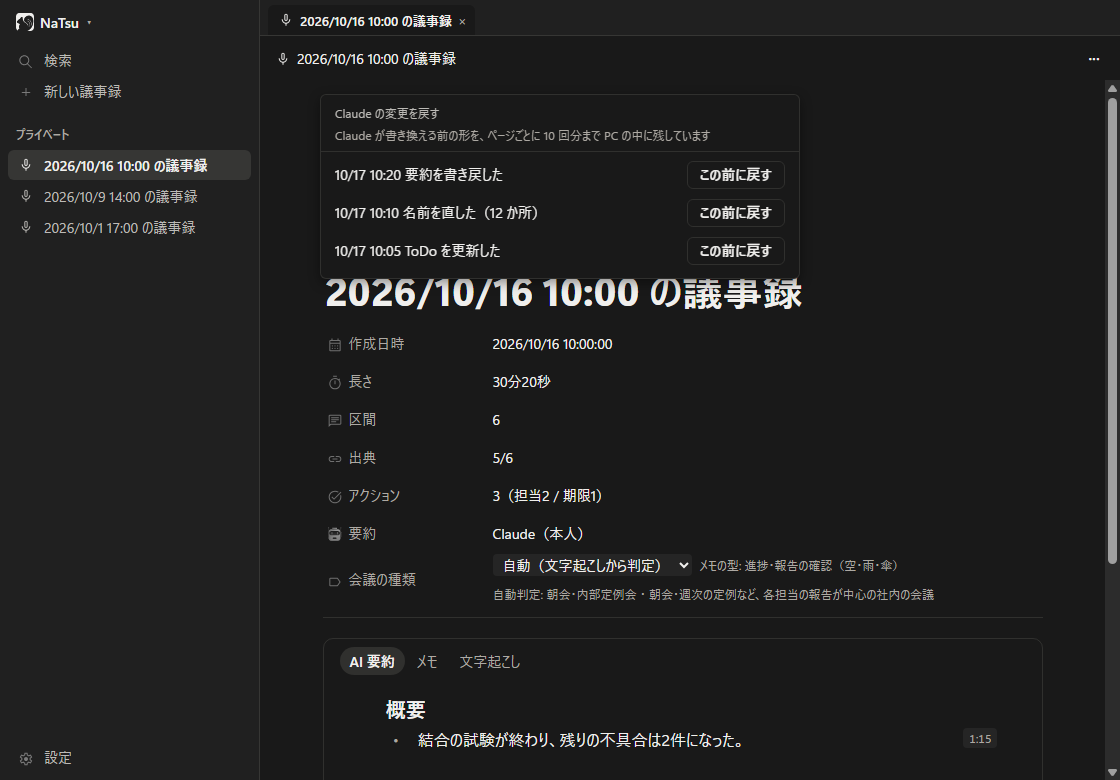 NaTsu
検索
新しい議事録
プライベート
2026/10/16 10:00 の議事録
2026/10/9 14:00 の議事録
2026/10/1 17:00 の議事録
設定
2026/10/16 10:00 の議事録 ×
2026/10/16 10:00 の議事録
Claude の変更を戻す
Claude が書き換える前の形を、ページごとに 10 回分まで PC の中に残しています
10/17 10:20 要約を書き戻した この前に戻す
10/17 10:10 名前を直した（12 か所） この前に戻す
10/17 10:05 ToDo を更新した この前に戻す
2026/10/16 10:00 の議事録
作成日時 2026/10/16 10:00:00
長さ 30分20秒
区間 6
出典 5/6
アクション 3（担当2 / 期限1）
要約 Claude（本人）
会議の種類 自動（文字起こしから判定） メモの型: 進捗・報告の確認（空・雨・傘）
自動判定: 朝会・内部定例会 ・ 朝会・週次の定例など、各担当の報告が中心の社内の会議
AI 要約 メモ 文字起こし
概要
• 結合の試験が終わり、残りの不具合は2件になった。 1:15